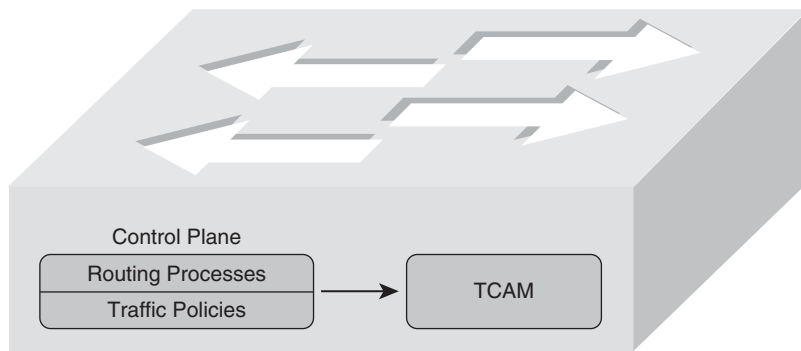 Control Plane
Routing Processes
Traffic Policies
TCAM